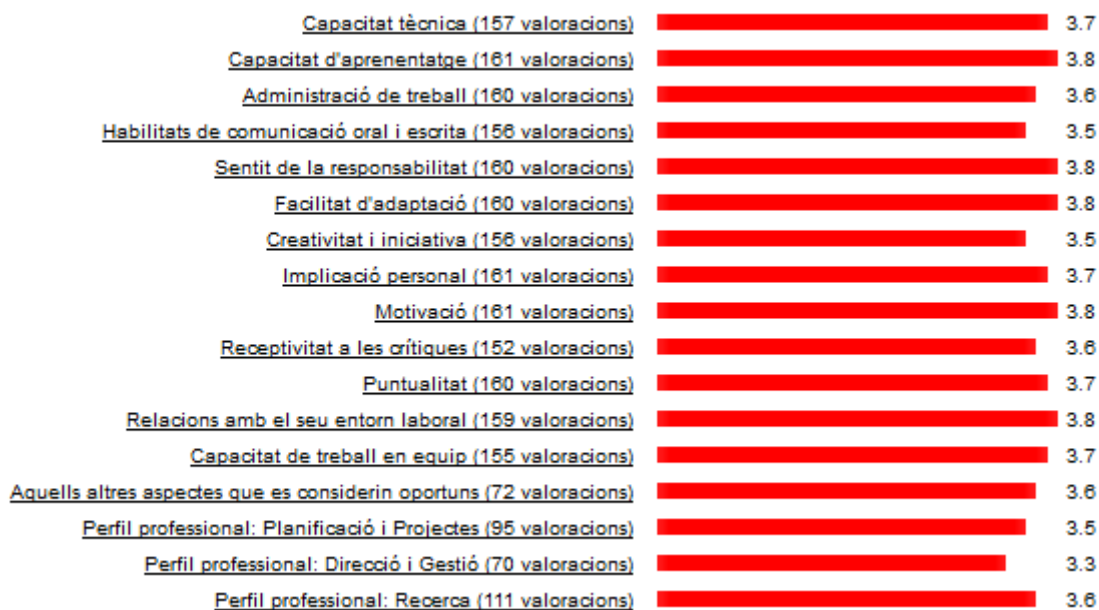 Capacitat tècnica (157 valoracions) 3.7
Capacitat d'aprenentatge (161 valoracions) 3.8
Administració de treball (160 valoracions) 3.6
Habilitats de comunicació oral i escrita (156 valoracions) 3.5
Sentit de la responsabilitat (160 valoracions) 3.8
Facilitat d'adaptació (160 valoracions) 3.8
Creativitat i iniciativa (156 valoracions) 3.5
Implicació personal (161 valoracions) 3.7
Motivació (161 valoracions) 3.8
Receptivitat a les crítiques (152 valoracions) 3.6
Puntualitat (160 valoracions) 3.7
Relacions amb el seu entorn laboral (159 valoracions) 3.8
Capacitat de treball en equip (155 valoracions) 3.7
Aquells altres aspectes que es considerin oportuns (72 valoracions) 3.6
Perfil professional: Planificació i Projectes (95 valoracions) 3.5
Perfil professional: Direcció i Gestió (70 valoracions) 3.3
Perfil professional: Recerca (111 valoracions) 3.6